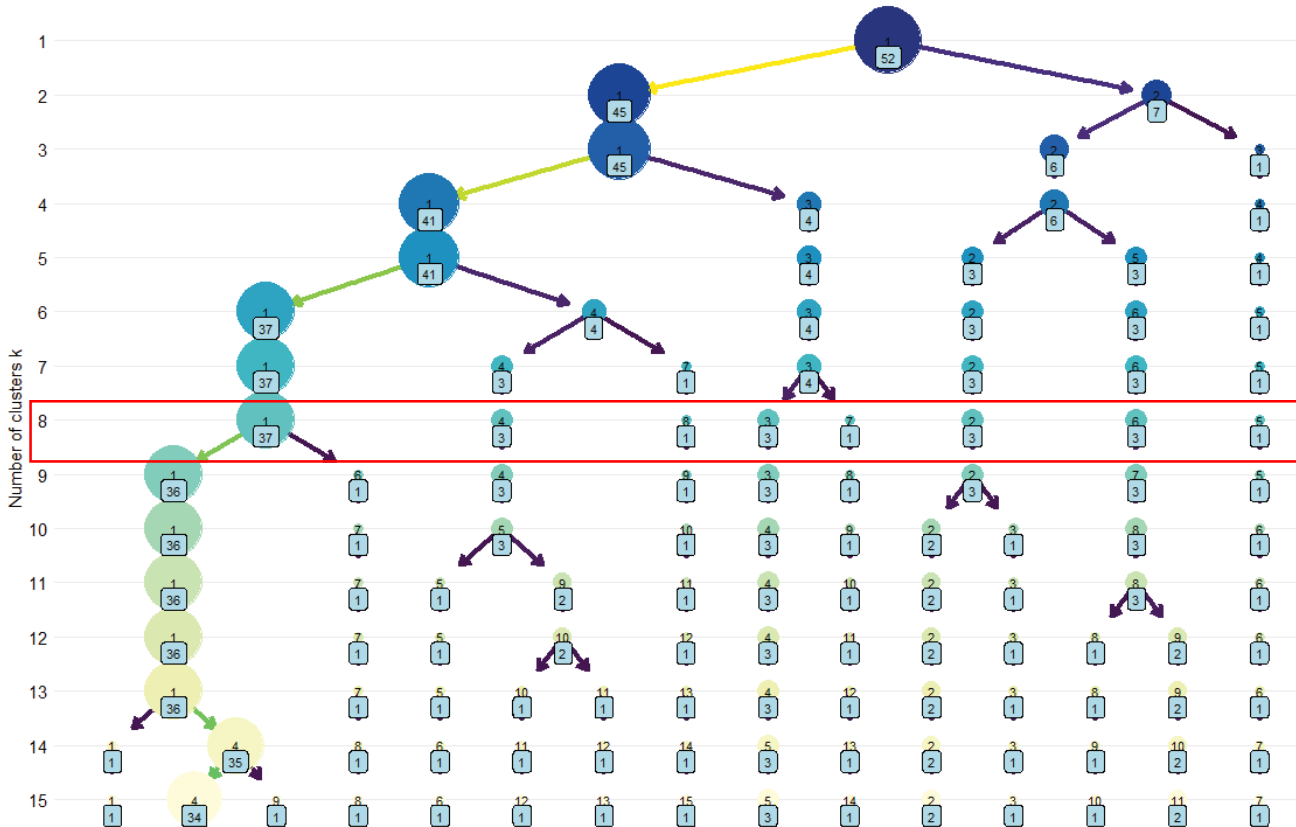 1 1
52
2 1 2
45 7
3 1 2 3
45 6 1
4 1 3 2 4
41 4 6 1
5 1 3 2 5 4
41 4 3 3 1
6 1 4 3 2 6 5
37 4 4 3 3 1
7 1 4 7 3 2 6 5
37 3 1 4 3 3 1
8 1 4 8 3 7 2 6 5
37 3 1 3 1 3 3 1
Number of clusters k
9 1 6 4 9 3 8 2 7 5
36 1 3 1 3 1 3 3 1
10 1 7 5 10 4 9 2 3 8 6
36 1 3 1 3 1 2 1 3 1
11 1 7 5 9 11 4 10 2 3 8 6
36 1 1 2 1 3 1 2 1 3 1
12 1 7 5 10 12 4 11 2 3 8 9 6
36 1 1 2 1 3 1 2 1 1 2 1
13 1 7 5 10 11 13 4 12 2 3 8 9 6
36 1 1 1 1 1 3 1 2 1 1 2 1
14 1 4 8 6 11 12 14 5 13 2 3 9 10 7
1 35 1 1 1 1 1 3 1 2 1 1 2 1
15 1 4 9 8 6 12 13 15 5 14 2 3 10 11 7
1 34 1 1 1 1 1 1 3 1 2 1 1 2 1